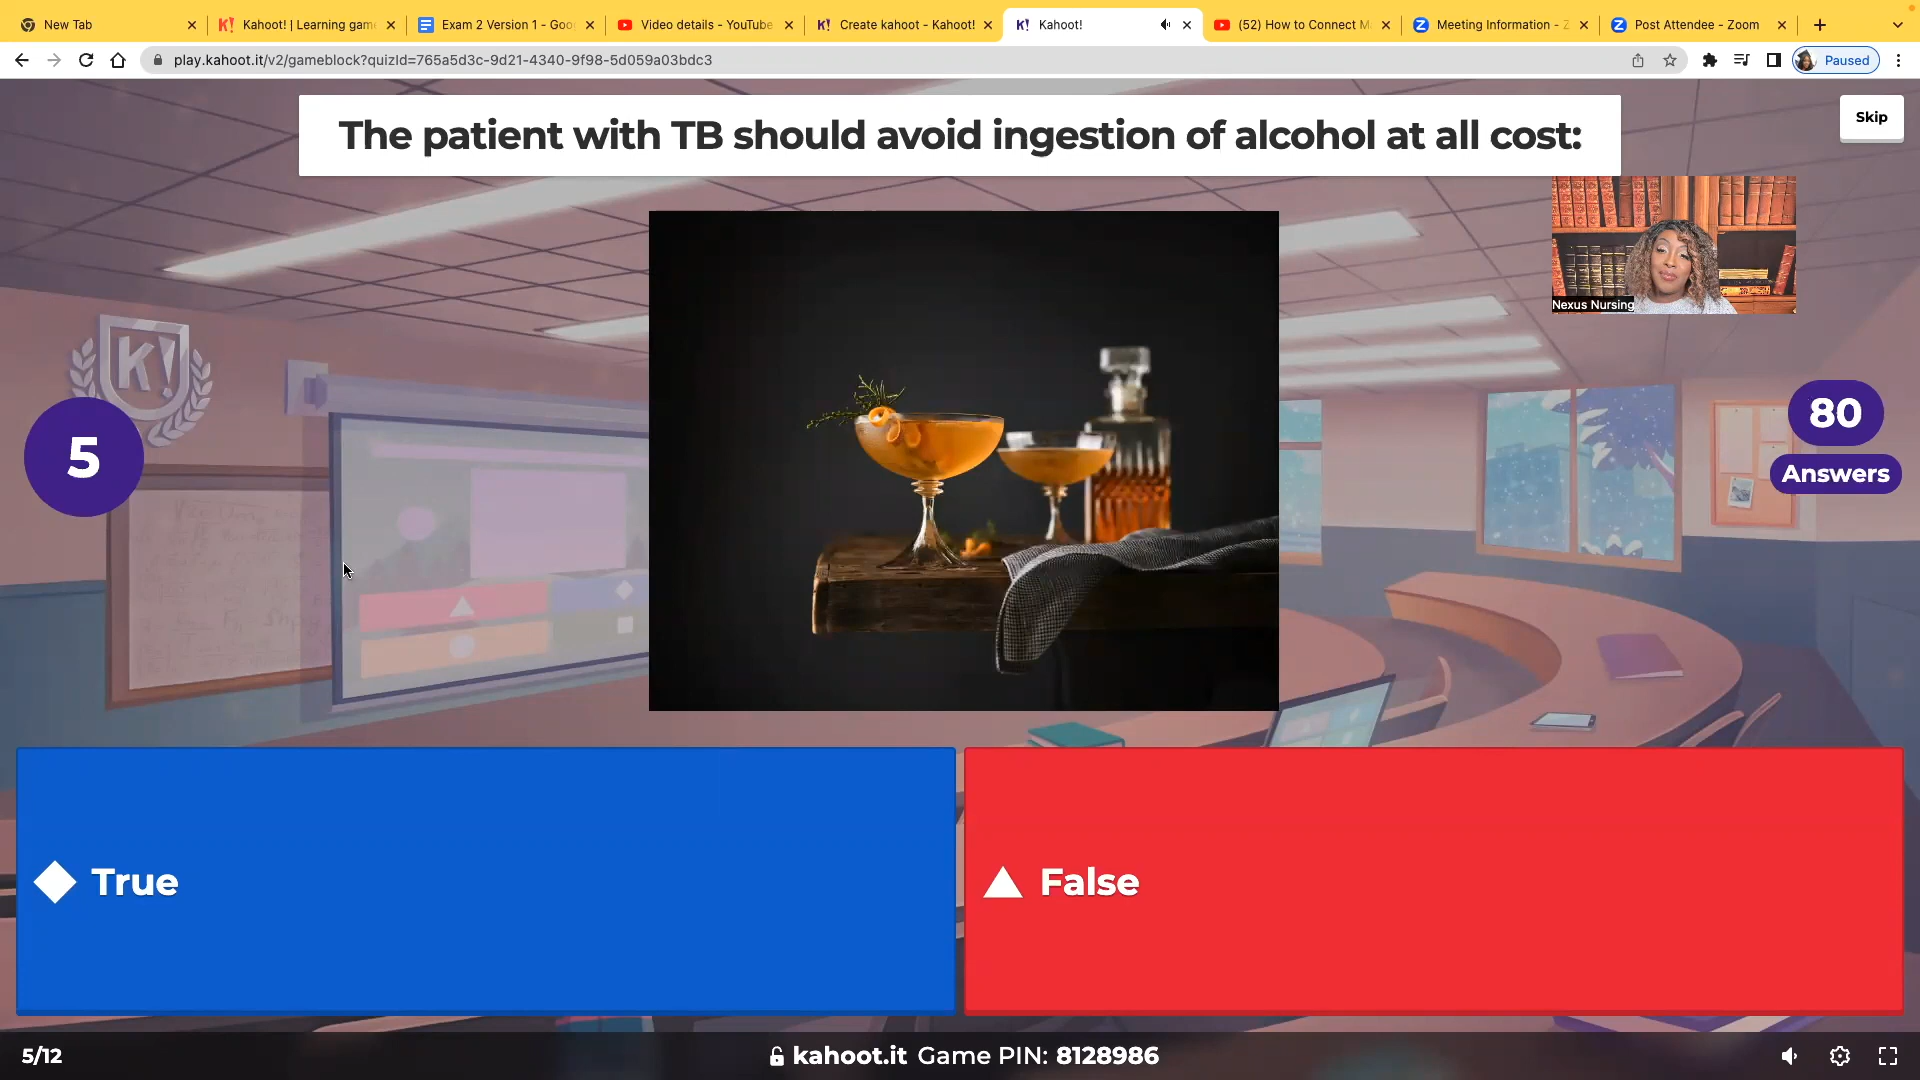 New Tab
Kahoot! | Learning gam
Exam 2 Version 1 - Goo
Video details - YouTube
Create kahoot - Kahoot!
Kahoot!
(52) How to Connect M
Meeting Information - Z
Post Attendee - Zoom
play.kahoot.it/v2/gameblock?quizId=765a5d3c-9d21-4340-9f98-5d059a03bdc3
Paused
The patient with TB should avoid ingestion of alcohol at all cost:
Skip
Nexus Nursing
K!
5
80
Answers
True
False
5/12
kahoot.it Game PIN: 8128986